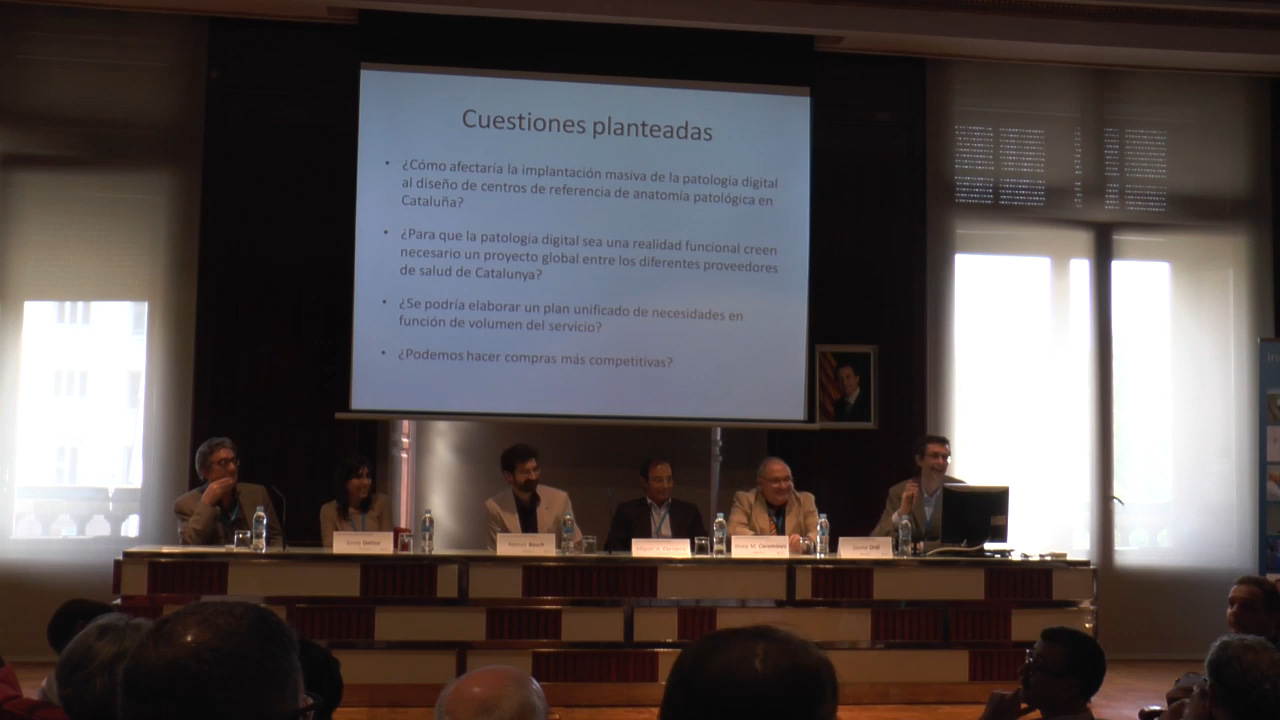 Cuestiones planteadas
• ¿Cómo afectaría la implantación masiva de la patología digital
al diseño de centros de referencia de anatomía patológica en
Cataluña?
• ¿Para que la patología digital sea una realidad funcional creen
necesario un proyecto global entre los diferentes proveedores
de salud de Catalunya?
• ¿Se podría elaborar un plan unificado de necesidades en
función de volumen del servicio?
• ¿Podemos hacer compras más competitivas?
Ramon Bosch
Josep M. Corominas
Jaume Ordi